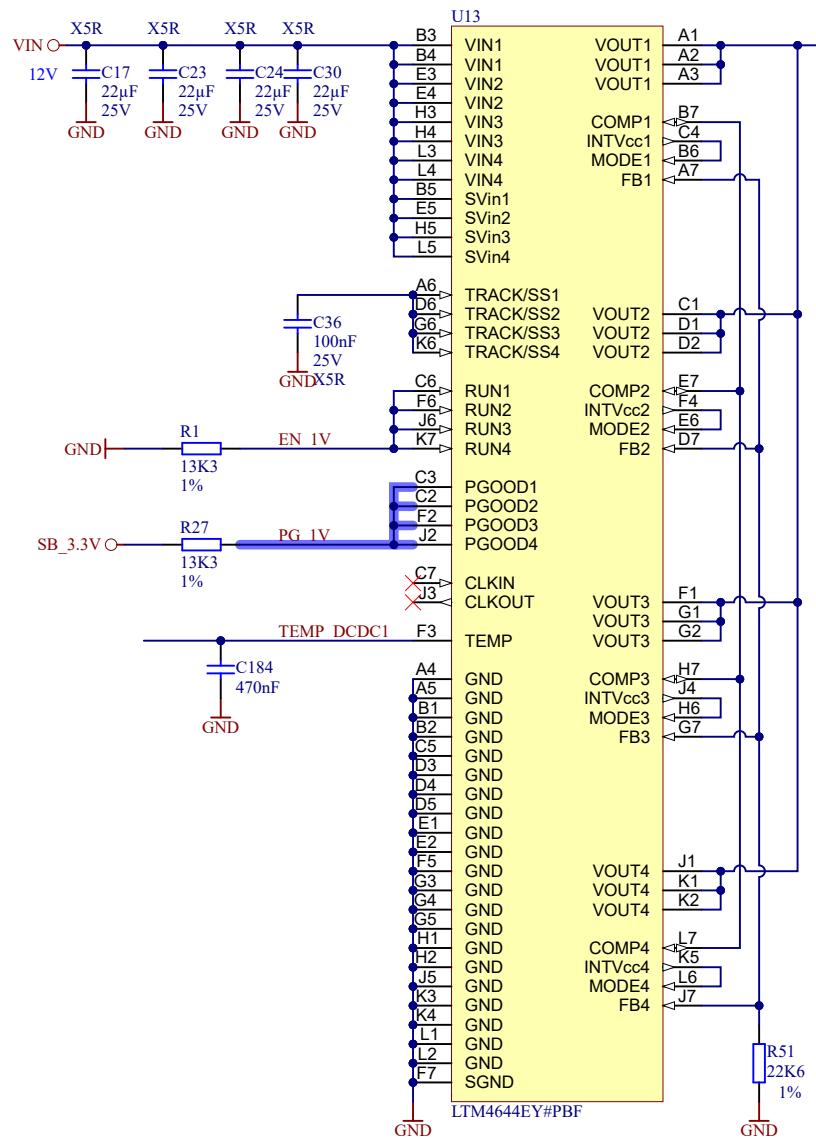 U13
X5R X5R X5R X5R
VIN
12V
C17
22µF
25V
GND
C23
22µF
25V
GND
C24
22µF
25V
GND
C30
22µF
25V
GND
B3 VIN1
B4 VIN1
E3 VIN2
E4 VIN2
H3 VIN3
H4 VIN3
L3 VIN4
L4 VIN4
B5 SVin1
E5 SVin2
H5 SVin3
L5 SVin4
A6 TRACK/SS1
D6 TRACK/SS2
G6 TRACK/SS3
K6 TRACK/SS4
C36
100nF
25V
X5R
GND
C6 RUN1
F6 RUN2
J6 RUN3
K7 RUN4
GND
R1
13K3
1%
EN_1V
C3 PGOOD1
C2 PGOOD2
F2 PGOOD3
J2 PGOOD4
SB_3.3V
R27
13K3
1%
PG_1V
C7 CLKIN
J3 CLKOUT
TEMP_DCDC1
F3 TEMP
C184
470nF
GND
A4 GND
A5 GND
B1 GND
B2 GND
C5 GND
D3 GND
D4 GND
D5 GND
E1 GND
E2 GND
F5 GND
G3 GND
G4 GND
G5 GND
H1 GND
H2 GND
J5 GND
K3 GND
K4 GND
L1 GND
L2 GND
F7 SGND
GND
VOUT1 A1
VOUT1 A2
VOUT1 A3
COMP1 B7
INTVcc1 C4
MODE1 B6
FB1 A7
VOUT2 C1
VOUT2 D1
VOUT2 D2
COMP2 E7
INTVcc2 F4
MODE2 E6
FB2 D7
VOUT3 F1
VOUT3 G1
VOUT3 G2
COMP3 H7
INTVcc3 J4
MODE3 H6
FB3 G7
VOUT4 J1
VOUT4 K1
VOUT4 K2
COMP4 L7
INTVcc4 K5
MODE4 L6
FB4 J7
R51
22K6
1%
GND
LTM4644EY#PBF